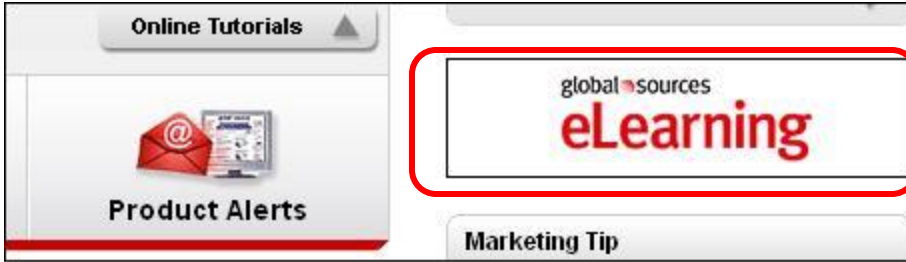 Online Tutorials
@
Product Alerts
global sources
eLearning
Marketing Tip